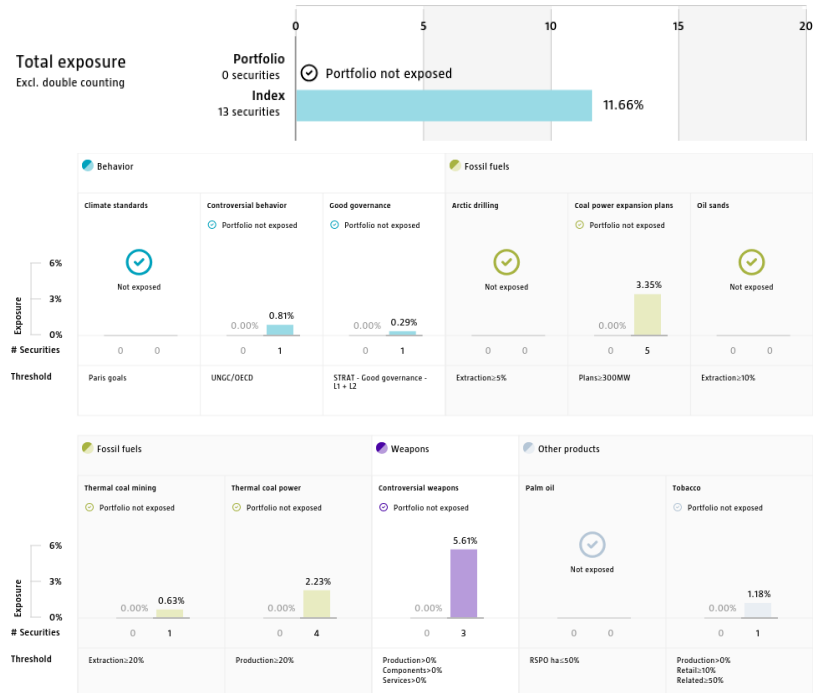 0 5 10 15 20
Total exposure
Excl. double counting
Portfolio
0 securities
Portfolio not exposed
Index
13 securities
11.66%
Behavior
Fossil fuels
Climate standards
Controversial behavior
Good governance
Arctic drilling
Coal power expansion plans
Oil sands
Portfolio not exposed
Portfolio not exposed
Portfolio not exposed
Not exposed
Not exposed
Not exposed
Exposure
6%
3%
0%
0.00% 0.81%
0.00% 0.29%
0.00% 3.35%
# Securities 0 0 0 1 0 1 0 0 0 5 0 0
Threshold
Paris goals
UNGC/OECD
STRAT - Good governance -
L1 + L2
Extraction≥5%
Plans≥300MW
Extraction≥10%
Fossil fuels
Weapons
Other products
Thermal coal mining
Thermal coal power
Controversial weapons
Palm oil
Tobacco
Portfolio not exposed
Portfolio not exposed
Portfolio not exposed
Portfolio not exposed
Not exposed
Exposure
6%
3%
0%
0.00% 0.63%
0.00% 2.23%
0.00% 5.61%
0.00% 1.18%
# Securities 0 1 0 4 0 3 0 0 0 1
Threshold
Extraction≥20%
Production≥20%
Production>0%
Components>0%
Services>0%
RSPO ha≤50%
Production>0%
Retail≥10%
Related≥50%